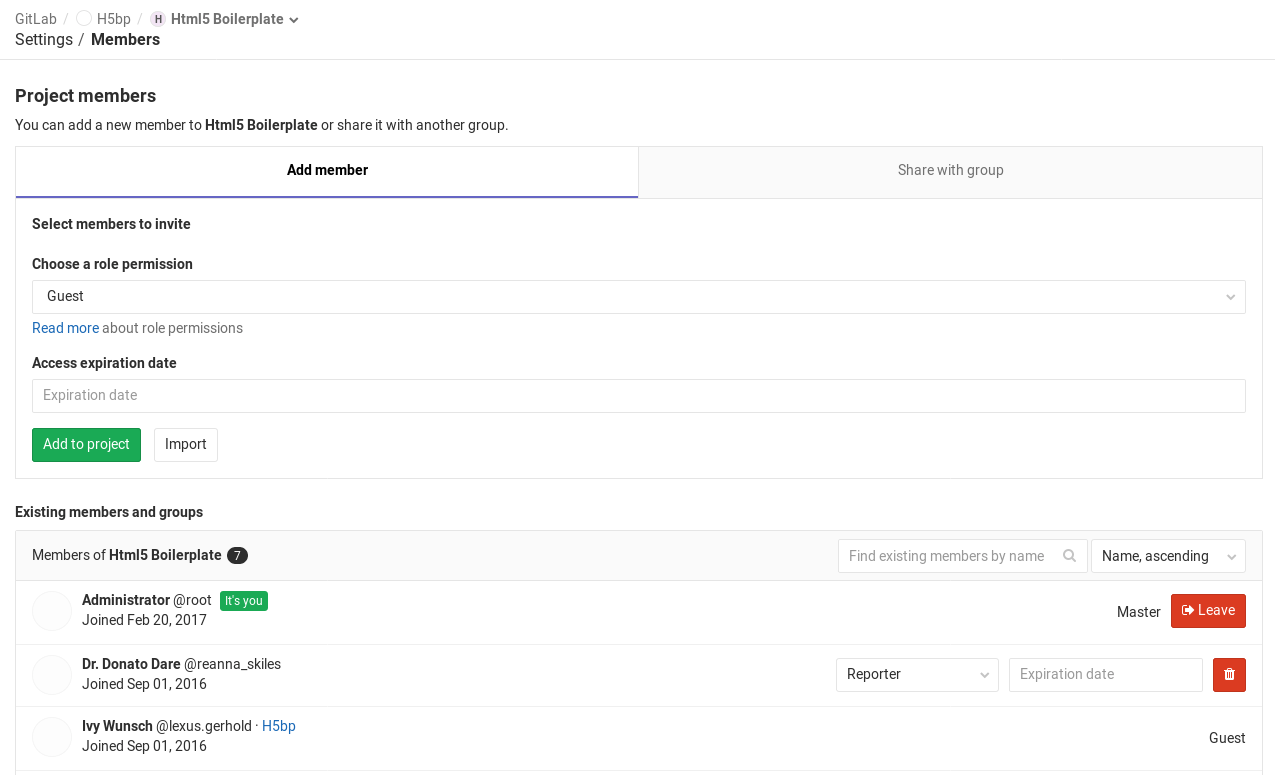 GitLab / H5bp / H Html5 Boilerplate
Settings / Members
Project members
You can add a new member to Html5 Boilerplate or share it with another group.
Add member Share with group
Select members to invite
Choose a role permission
Guest
Read more about role permissions
Access expiration date
Expiration date
Add to project Import
Existing members and groups
Members of Html5 Boilerplate 7 Find existing members by name Name, ascending
Administrator @root It's you
Joined Feb 20, 2017
Master Leave
Dr. Donato Dare @reanna_skiles
Joined Sep 01, 2016
Reporter Expiration date
Ivy Wunsch @lexus.gerhold · H5bp
Joined Sep 01, 2016
Guest